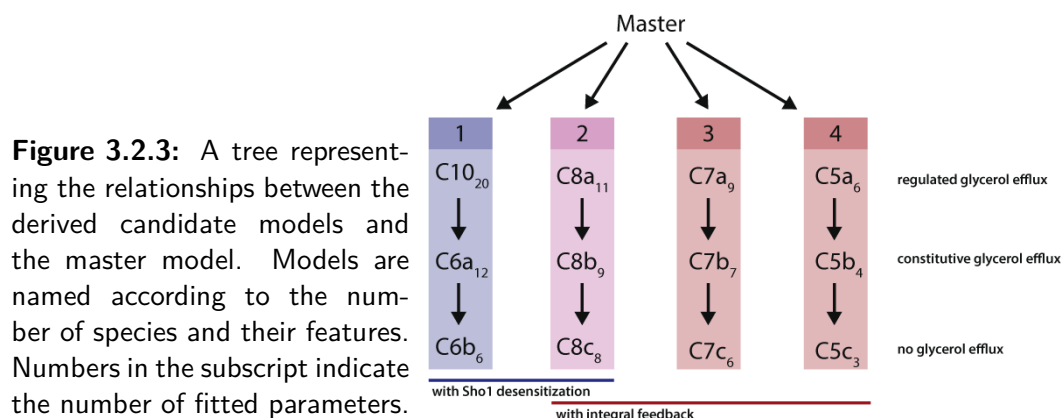 Master
1 2 3 4
Figure 3.2.3: A tree represent-
ing the relationships between the
derived candidate models and
the master model. Models are
named according to the num-
ber of species and their features.
Numbers in the subscript indicate
the number of fitted parameters.
C10₂₀ C8a₁₁ C7a₉ C5a₆ regulated glycerol efflux
C6a₁₂ C8b₉ C7b₇ C5b₄ constitutive glycerol efflux
C6b₆ C8c₈ C7c₆ C5c₃ no glycerol efflux
with Sho1 desensitization
with integral feedback